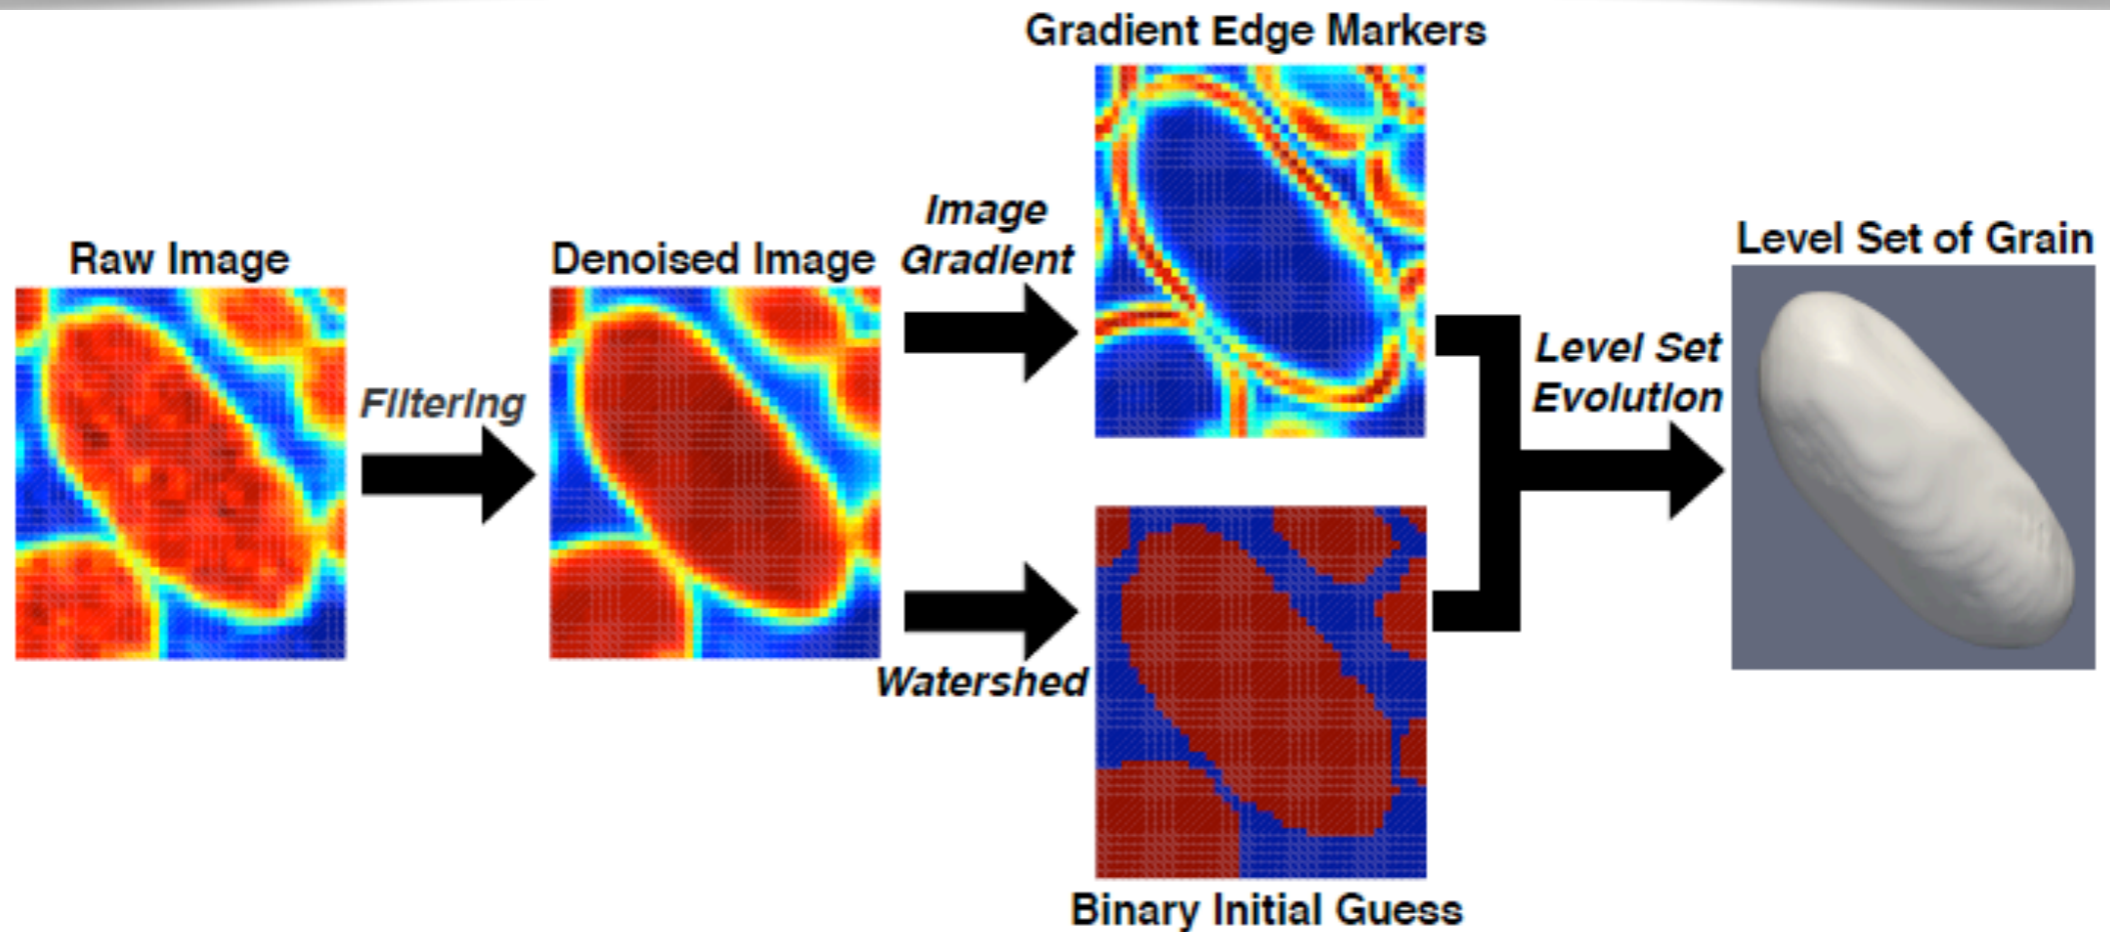 Gradient Edge Markers
Image
Gradient
Raw Image
Denoised Image
Level Set of Grain
Filtering
Level Set
Evolution
Watershed
Binary Initial Guess